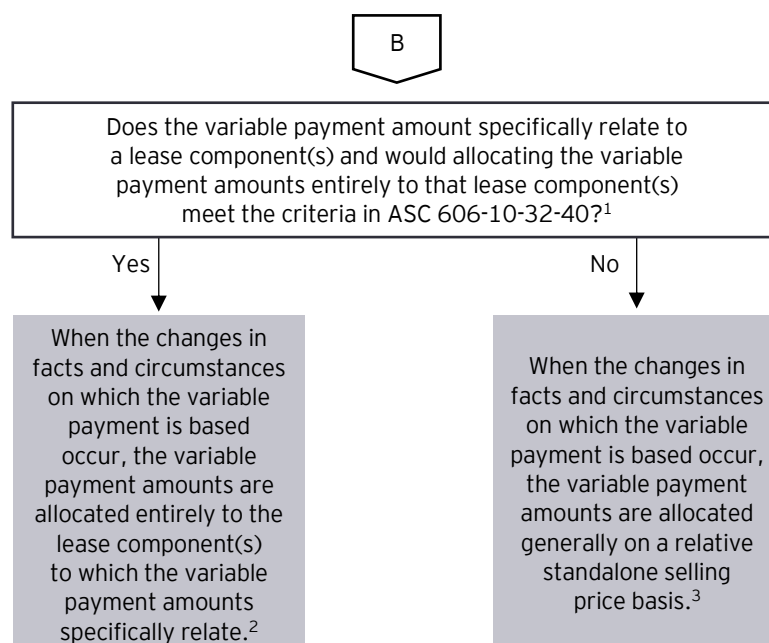 B
Does the variable payment amount specifically relate to
a lease component(s) and would allocating the variable
payment amounts entirely to that lease component(s)
meet the criteria in ASC 606-10-32-40?¹
Yes
No
When the changes in
facts and circumstances
on which the variable
payment is based
occur, the variable
payment amounts are
allocated entirely to the
lease component(s)
to which the variable
payment amounts
specifically relate.²
When the changes in
facts and circumstances
on which the variable
payment is based occur,
the variable payment
amounts are allocated
generally on a relative
standalone selling
price basis.³